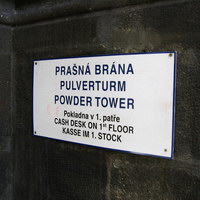 PRAŠNÁ BRÁNA
PULVERTURM
POWDER TOWER
Pokladna v 1. patře
CASH DESK ON 1st FLOOR
KASSE IM 1. STOCK